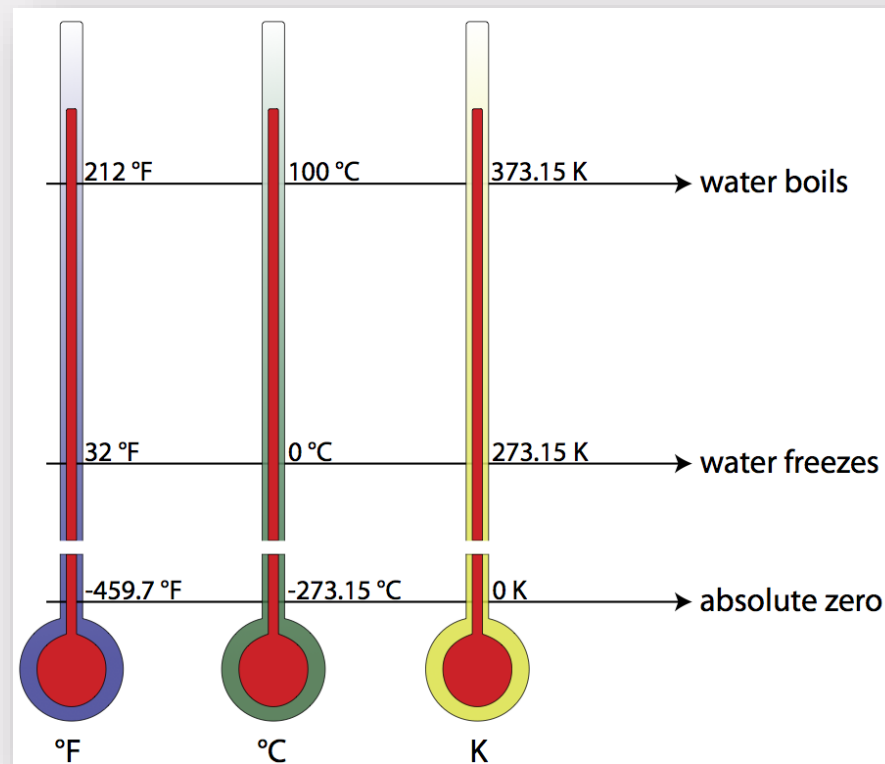 212 °F 100 °C 373.15 K water boils
32 °F 0 °C 273.15 K water freezes
-459.7 °F -273.15 °C 0 K absolute zero
°F °C K